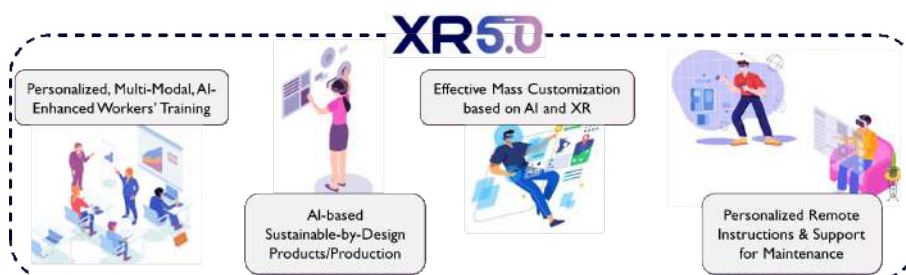 XR5.0
Personalized, Multi-Modal, AI-
Enhanced Workers' Training
Effective Mass Customization
based on AI and XR
AI-based
Sustainable-by-Design
Products/Production
Personalized Remote
Instructions & Support
for Maintenance